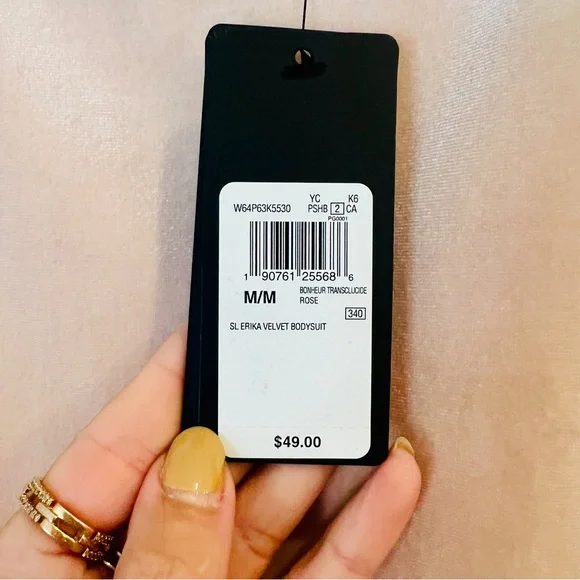 YC K6
W64P63K5530 PSHB 2 CA
PG0001
1 90761 25568 6
M/M BONHEUR TRANSCLUCIDE
ROSE
340
SL ERIKA VELVET BODYSUIT
$49.00